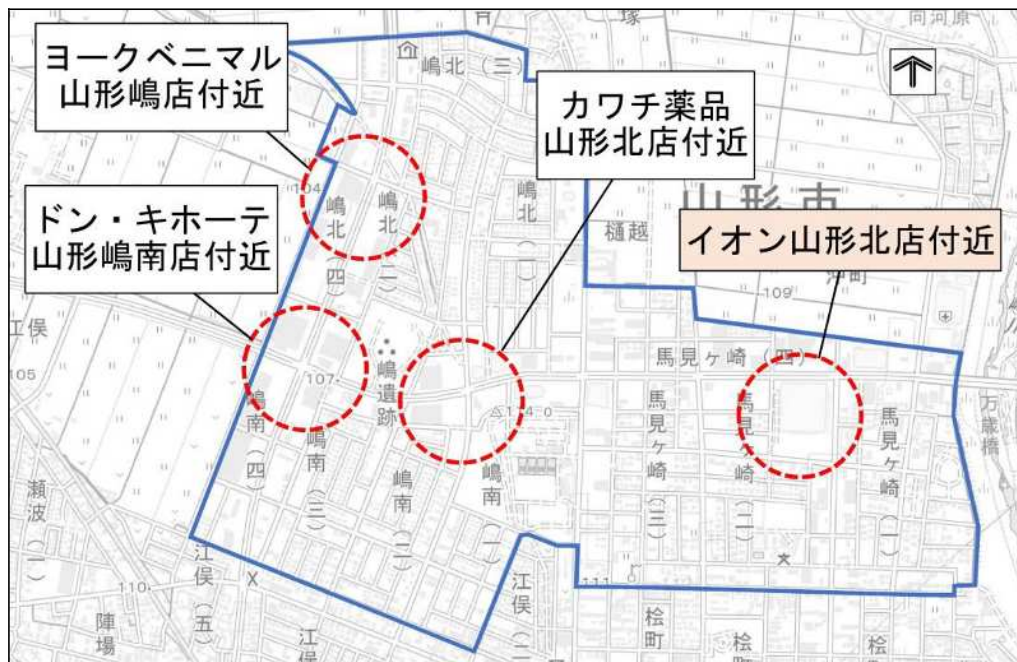 ヨークベニマル
山形嶋店付近
カワチ薬品
山形北店付近
ドン・キホーテ
山形嶋南店付近
イオン山形北店付近
向河原
塚
嶋北(三)
山形市
104
嶋北(四)
嶋北(二)
嶋北(一)
樋越
沖町
109
江俣
105
107
嶋遺跡
馬見ヶ崎(四)
嶋南(四)
嶋南(三)
嶋南(二)
嶋南(一)
馬見ヶ崎(三)
馬見ヶ崎(二)
馬見ヶ崎(一)
万歳橋
瀬波(一)
江俣(五)
110
111
陣場
江俣
江俣(二)
桧町
桧
桧